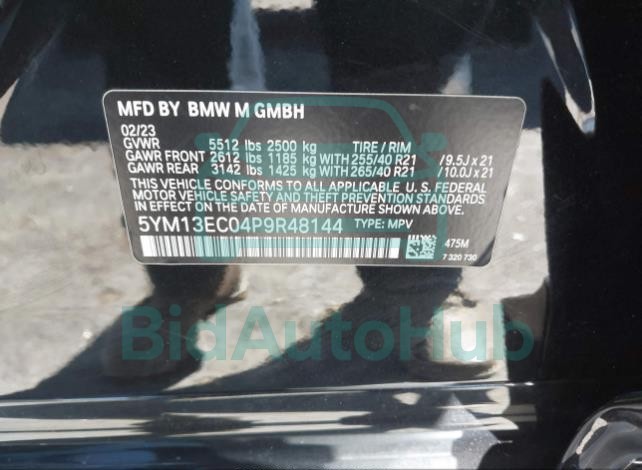 MFD BY BMW M GMBH
02/23
GVWR 5512 lbs 2500 kg TIRE / RIM
GAWR FRONT 2612 lbs 1185 kg WITH 255/40 R21 / 9.5J x 21
GAWR REAR 3142 lbs 1425 kg WITH 265/40 R21 / 10.0J x 21
THIS VEHICLE CONFORMS TO ALL APPLICABLE U. S. FEDERAL
MOTOR VEHICLE SAFETY, BUMPER, AND THEFT PREVENTION
STANDARDS IN EFFECT ON THE DATE OF MANUFACTURE SHOWN ABOVE.
5YM13EC04P9R48144 TYPE: MPV
475M
7 320 730
BidAutoHub